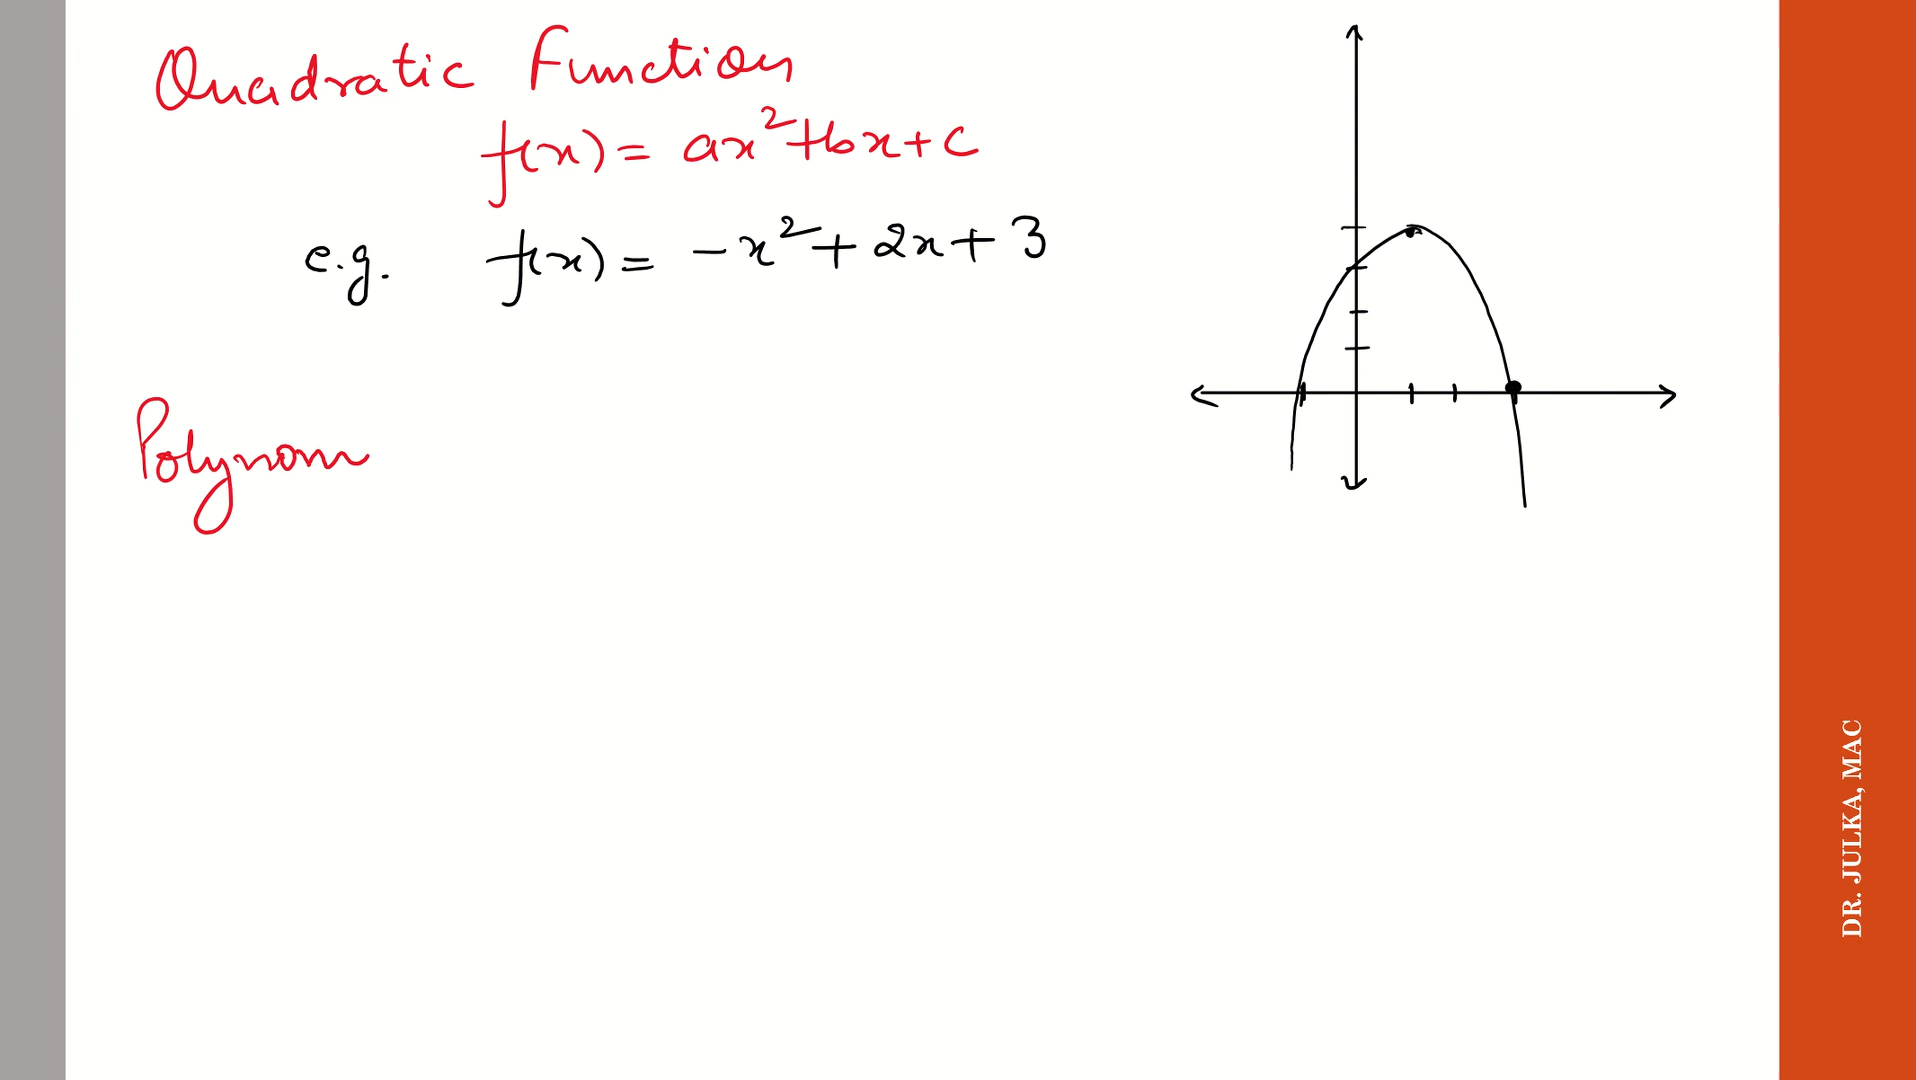 Quadratic Function
f(x) = ax²+bx+c
e.g. f(x) = -x²+2x+3
Polynom
DR. JULKA, MAC